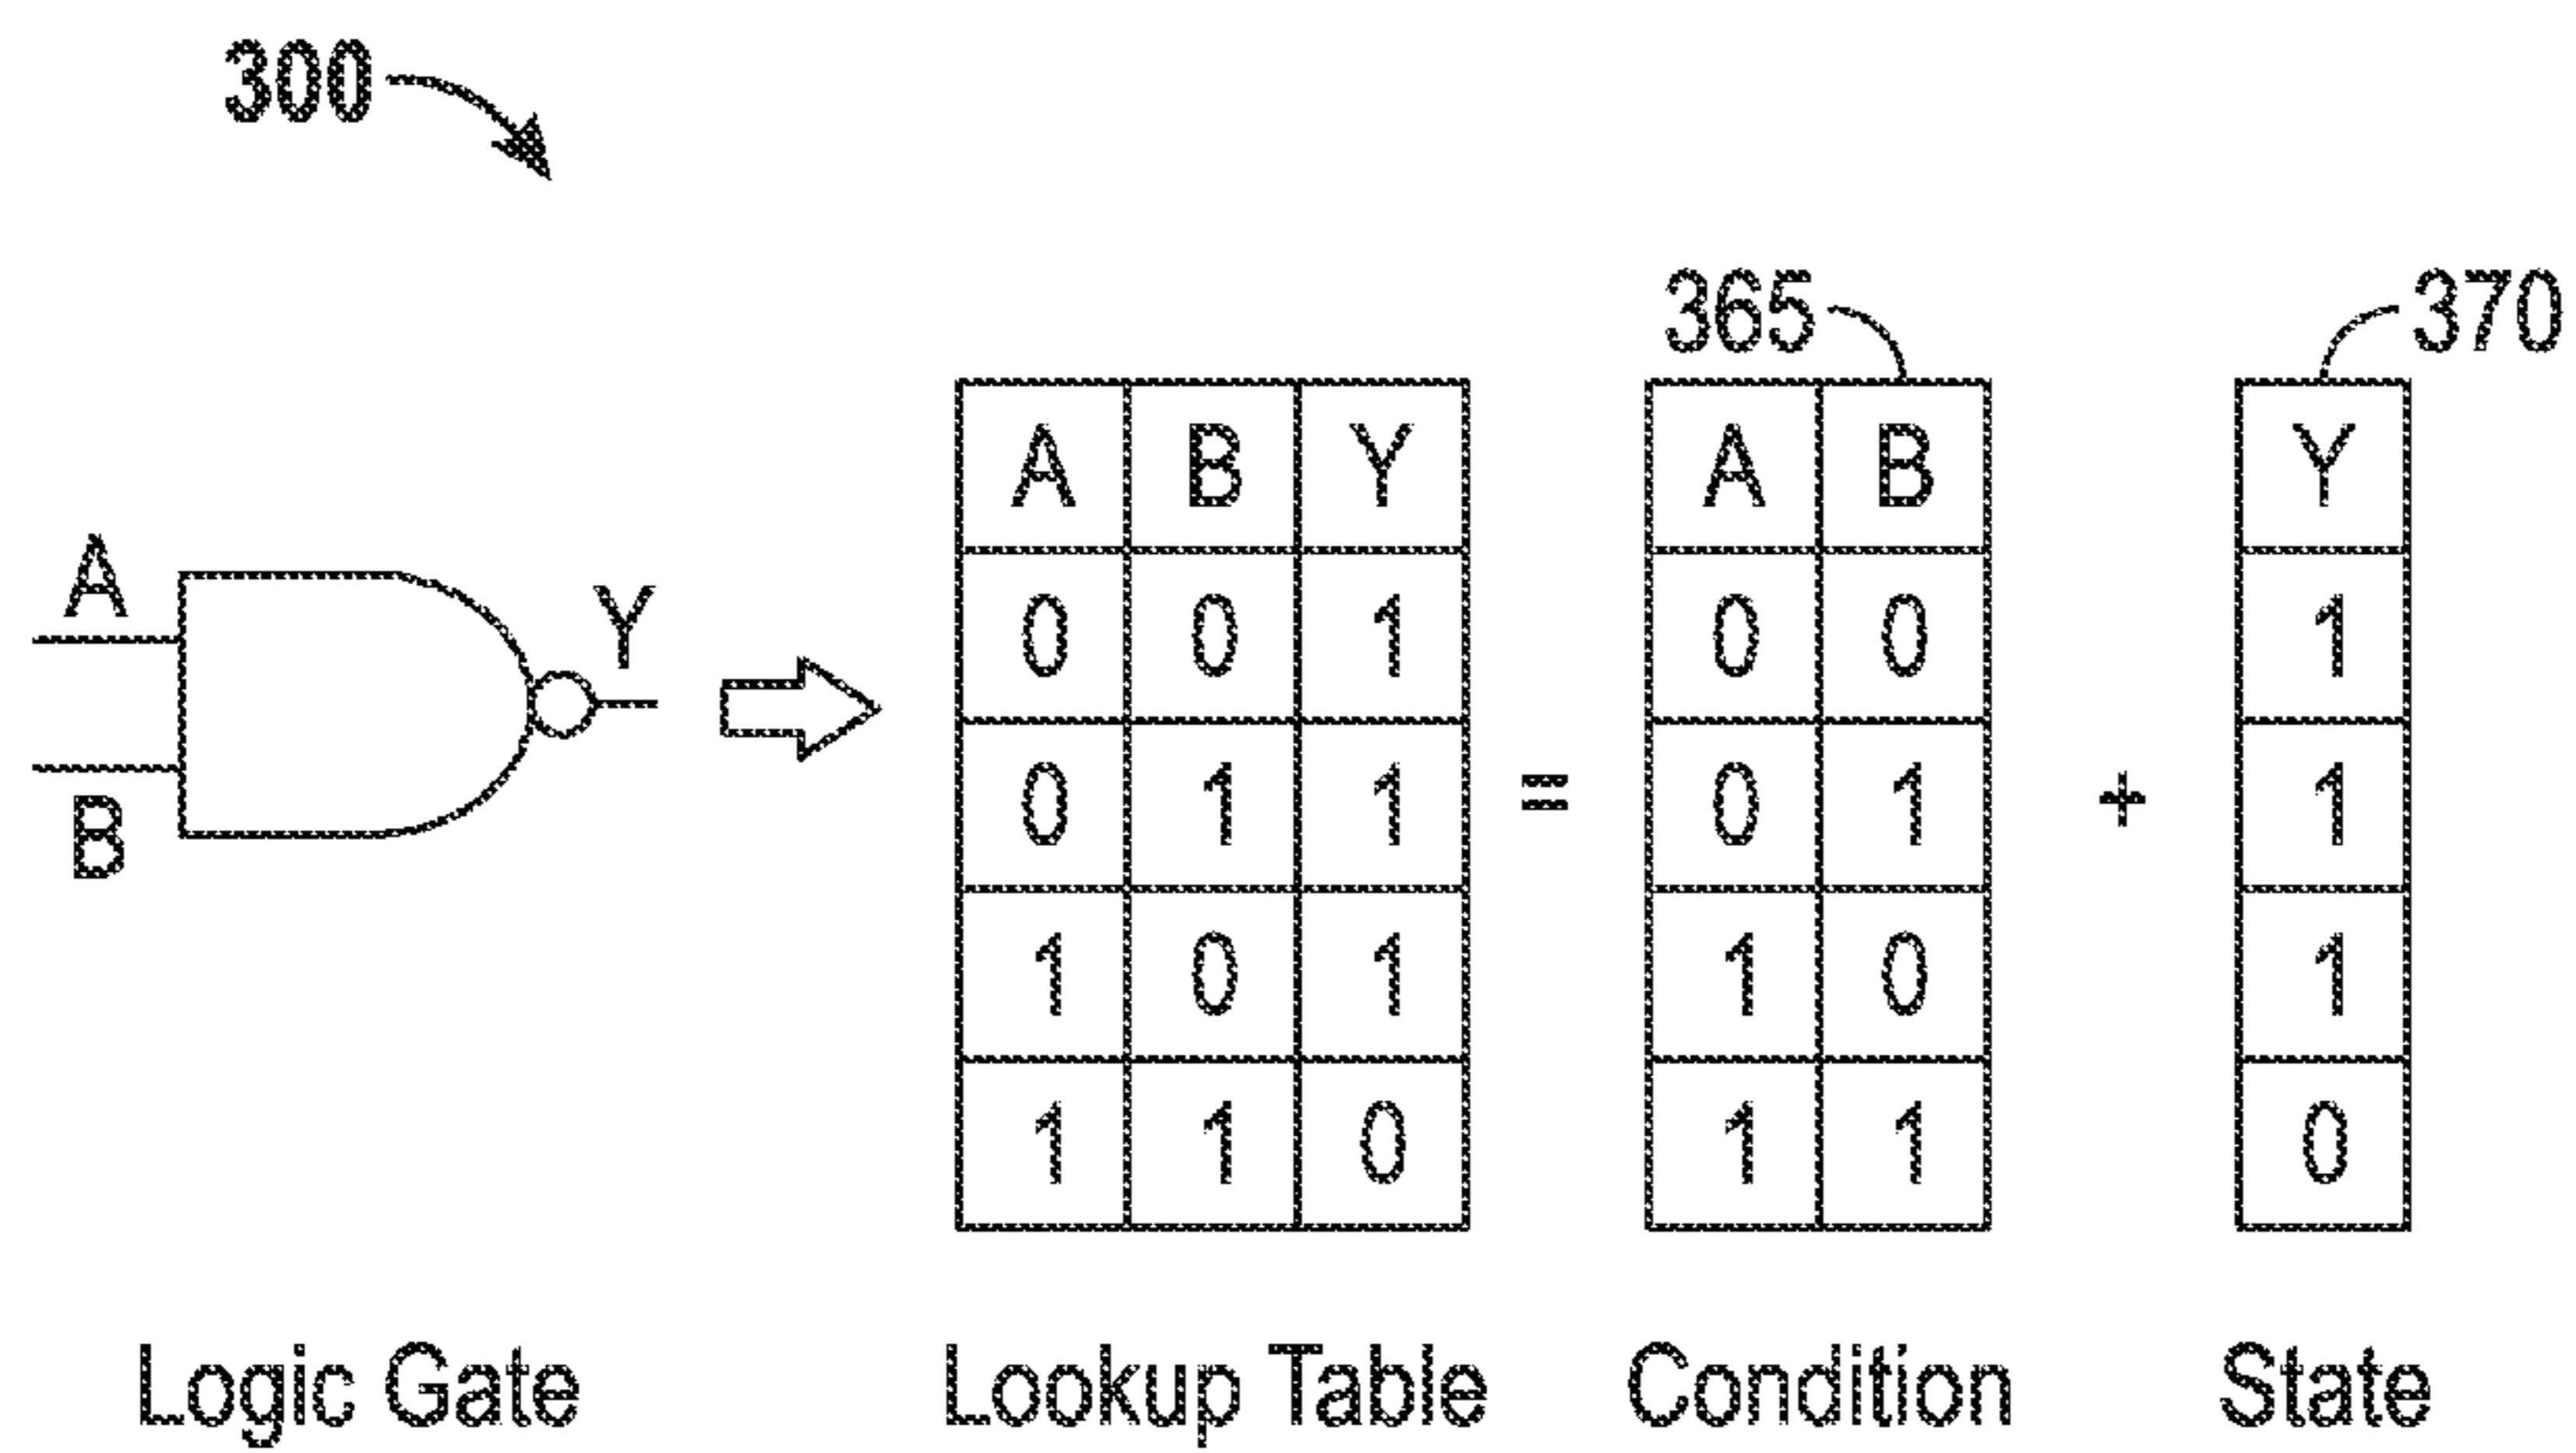 300
365 370
A B Y A B Y
A Y 0 0 1 0 0 1
0 1 1 = 0 1 + 1
B
1 0 1 1 0 1
1 1 0 1 1 0
Logic Gate Lookup Table Condition State